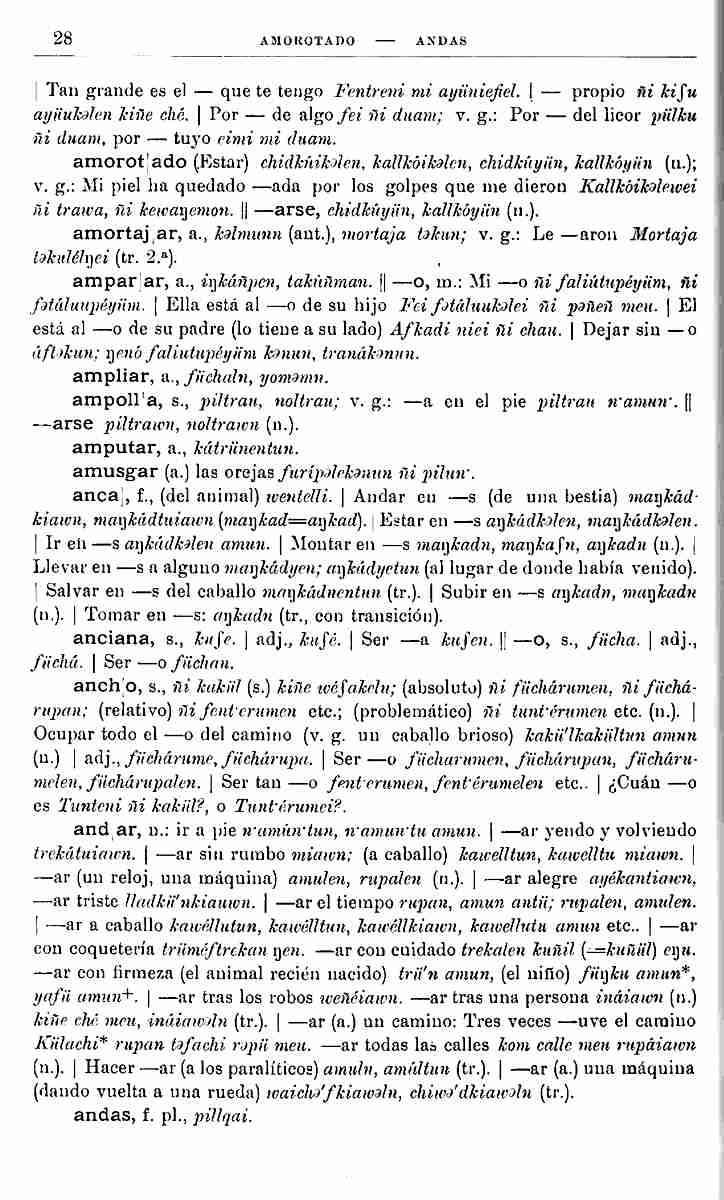 28 AMOROTADO — ANDAS
| Tan grande es el — que te tengo Fentreni mi ayüniefiel. | — propio ñi kiʃu
ayüukəlen kiñe ché. | Por — de algo fei ñi duam; v. g.: Por — del licor pülku
ñi duam, por — tuyo eimi mi duam.
amorot|ado (Estar) chidkúikəlen, kallkóikəlen, chidkúyün, kallkóyün (n.);
v. g.: Mi piel ha quedado —ada por los golpes que me dieron Kallkóikəlewei
ñi trawa, ñi kewaŋemon. || —arse, chidkúyün, kallkóyün (n.).
amortaj|ar, a., kəlmunn (ant.), mortaja təkun; v. g.: Le —aron Mortaja
təkulélŋei (tr. 2.ª).
ampar|ar, a., iŋkáñpen, takúñman. || —o, m.: Mi —o ñi faliútupéyüm, ñi
fətáluupéyüm. | Ella está al —o de su hijo Fei fətáluukəlei ñi pəñeñ meu. | El
está al —o de su padre (lo tiene a su lado) Afkadi niei ñi chau. | Dejar sin —o
áftəkun; ŋenó faliutupéyüm kənun, tranákənun.
ampliar, a., füchaln, yoməmn.
ampoll|a, s., piltrau, noltrau; v. g.: —a en el pie piltrau n·amun·. ||
—arse piltrawn, noltrawn (n.).
amputar, a., kátrünentun.
amusgar (a.) las orejas furípəlekənun ñi pilun·.
anca|, f., (del animal) wentelli. | Andar en —s (de una bestia) maŋkád-
kiawn, maŋkádtuiawn (maŋkad=aŋkad). | Estar en —s aŋkádkəlen, maŋkádkəlen.
| Ir en —s aŋkádkəlen amun. | Montar en —s maŋkadn, maŋkaʃn, aŋkadn (n.). |
Llevar en —s a alguno maŋkádyen; aŋkádyetun (al lugar de donde había venido).
| Salvar en —s del caballo maŋkádnentun (tr.). | Subir en —s aŋkadn, maŋkadn
(n.). | Tomar en —s: aŋkadn (tr., con transición).
anciana, s., kuʃe. | adj., kuʃé. | Ser —a kuʃen. || —o, s., fücha. | adj.,
füchá. | Ser —o füchan.
anch|o, s., ñi kakül (s.) kiñe wéʃakelu; (absoluto) ñi füchárumen, ñi füchá-
rupan; (relativo) ñi fent·erumen etc.; (problemático) ñi tunt·érumen etc. (n.). |
Ocupar todo el —o del camino (v. g. un caballo brioso) kakü'lkakültun amun
(n.) | adj., füchárume, füchárupa. | Ser —o fücharumen, füchárupan, fücháru-
melen, füchárupalen. | Ser tan —o fent·erumen, fent·érumelen etc.. | ¿Cuán —o
es Tunteni ñi kakül?, o Tunt·érumei?.
and|ar, n.: ir a pie n·amún·tun, n·amun·tu amun. | —ar yendo y volviendo
trekátuiawn. | —ar sin rumbo miawn; (a caballo) kawelltun, kawelltu miawn. |
—ar (un reloj, una máquina) amulen, rupalen (n.). | —ar alegre ayékantiawn,
—ar triste lladkü'nkiauwn. | —ar el tiempo rupan, amun antü; rupalen, amulen.
| —ar a caballo kawéllutun, kawélltun, kawéllkiawn, kawellutu amun etc.. | —ar
con coquetería trüméftrekan ŋen. —ar con cuidado trekalen kuñil (=kuñül) eŋu.
—ar con firmeza (el animal recién nacido) trü'n amun, (el niño) füŋku amun*,
yafü amun+. | —ar tras los robos weñéiawn. —ar tras una persona ináiawn (n.)
kiñe ché meu, ináiawəln (tr.). | —ar (a.) un camino: Tres veces —uve el camino
Külachi* rupan təfachi rəpü meu. —ar todas las calles kom calle meu rupáiawn
(n.). | Hacer —ar (a los paralíticos) amuln, amúltun (tr.). | —ar (a.) una máquina
(dando vuelta a una rueda) waichə'fkiawəln, chiwə'dkiawəln (tr.).
andas, f. pl., pillqai.